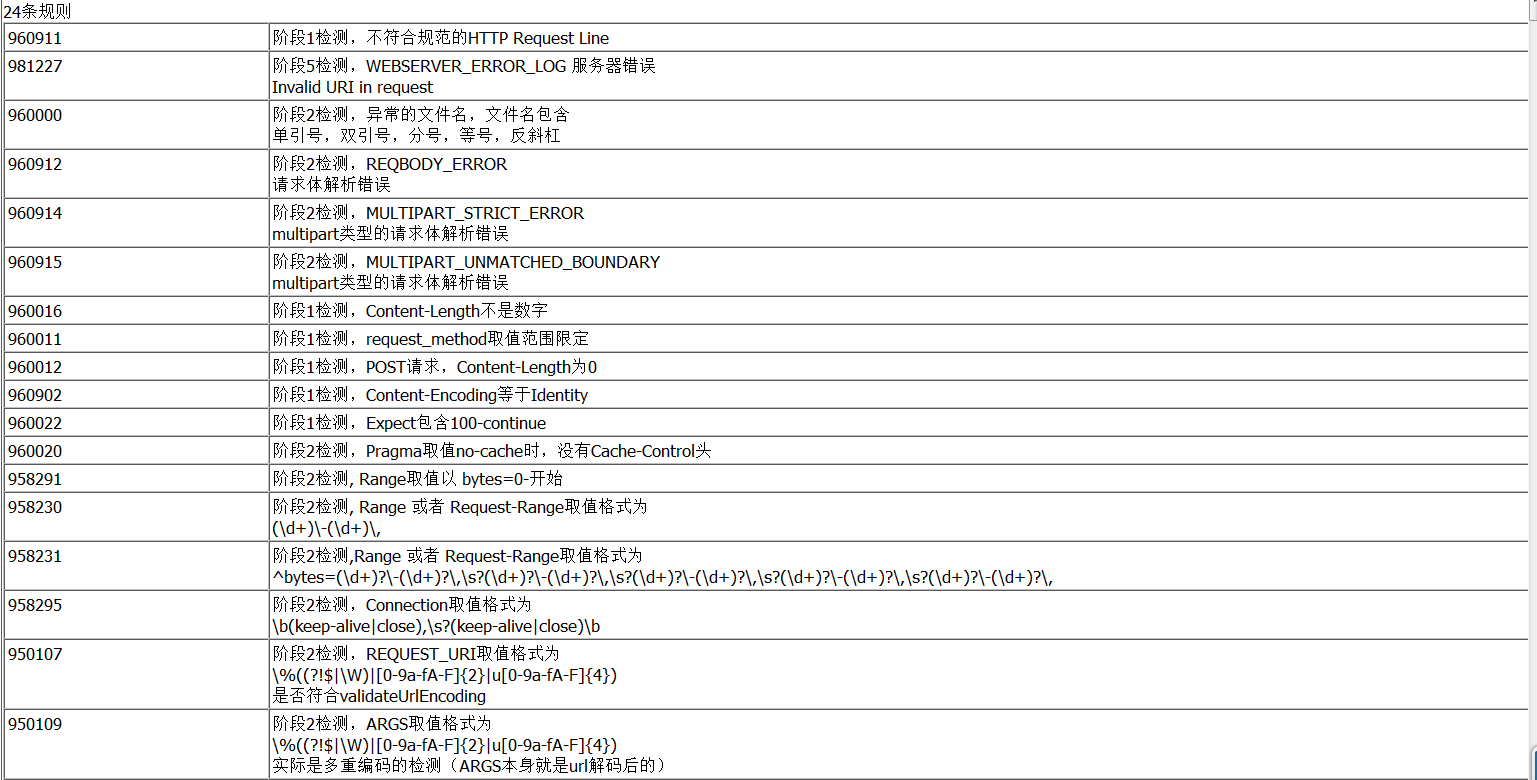 24条规则
960911 阶段1检测，不符合规范的HTTP Request Line
981227 阶段5检测，WEBSERVER_ERROR_LOG 服务器错误
Invalid URI in request
960000 阶段2检测，异常的文件名，文件名包含
单引号，双引号，分号，等号，反斜杠
960912 阶段2检测，REQBODY_ERROR
请求体解析错误
960914 阶段2检测，MULTIPART_STRICT_ERROR
multipart类型的请求体解析错误
960915 阶段2检测，MULTIPART_UNMATCHED_BOUNDARY
multipart类型的请求体解析错误
960016 阶段1检测，Content-Length不是数字
960011 阶段1检测，request_method取值范围限定
960012 阶段1检测，POST请求，Content-Length为0
960902 阶段1检测，Content-Encoding等于Identity
960022 阶段1检测，Expect包含100-continue
960020 阶段2检测，Pragma取值no-cache时，没有Cache-Control头
958291 阶段2检测, Range取值以 bytes=0-开始
958230 阶段2检测, Range 或者 Request-Range取值格式为
(\d+)\-(\d+)\,
958231 阶段2检测,Range 或者 Request-Range取值格式为
^bytes=(\d+)?\-(\d+)?\,\s?(\d+)?\-(\d+)?\,\s?(\d+)?\-(\d+)?\,\s?(\d+)?\-(\d+)?\,\s?(\d+)?\-(\d+)?\,
958295 阶段2检测，Connection取值格式为
\b(keep-alive|close),\s?(keep-alive|close)\b
950107 阶段2检测，REQUEST_URI取值格式为
\%((?!$|\W)|[0-9a-fA-F]{2}|u[0-9a-fA-F]{4})
是否符合validateUrlEncoding
950109 阶段2检测，ARGS取值格式为
\%((?!$|\W)|[0-9a-fA-F]{2}|u[0-9a-fA-F]{4})
实际是多重编码的检测（ARGS本身就是url解码后的）